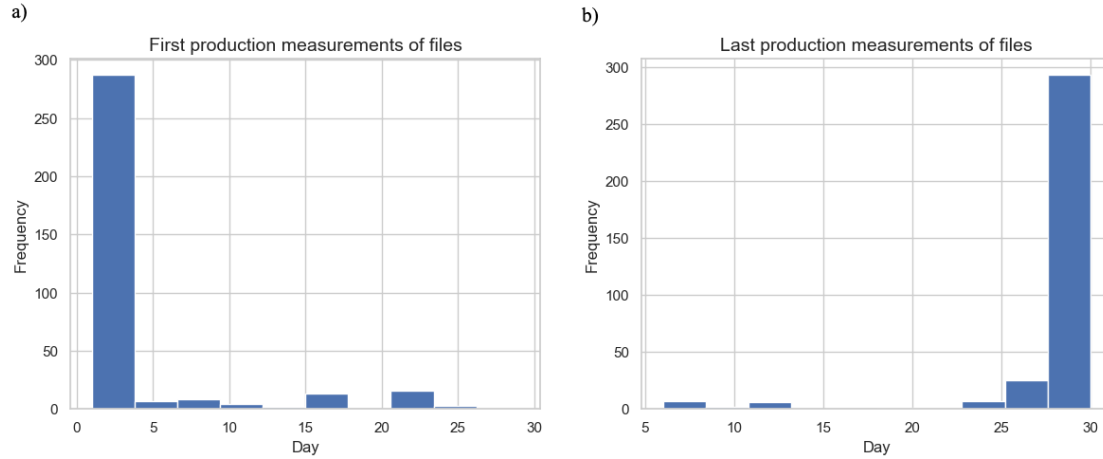 a)
First production measurements of files
300
250
200
150
100
50
0
Frequency
0 5 10 15 20 25 30
Day
b)
Last production measurements of files
300
250
200
150
100
50
0
Frequency
5 10 15 20 25 30
Day